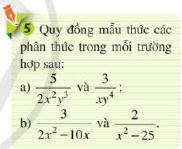 5 Quy đồng mẫu thức các
phân thức trong mỗi trường
hợp sau:
a) 5/(2x²y³) và 3/(xy⁴);
b) 3/(2x² – 10x) và 2/(x² – 25).